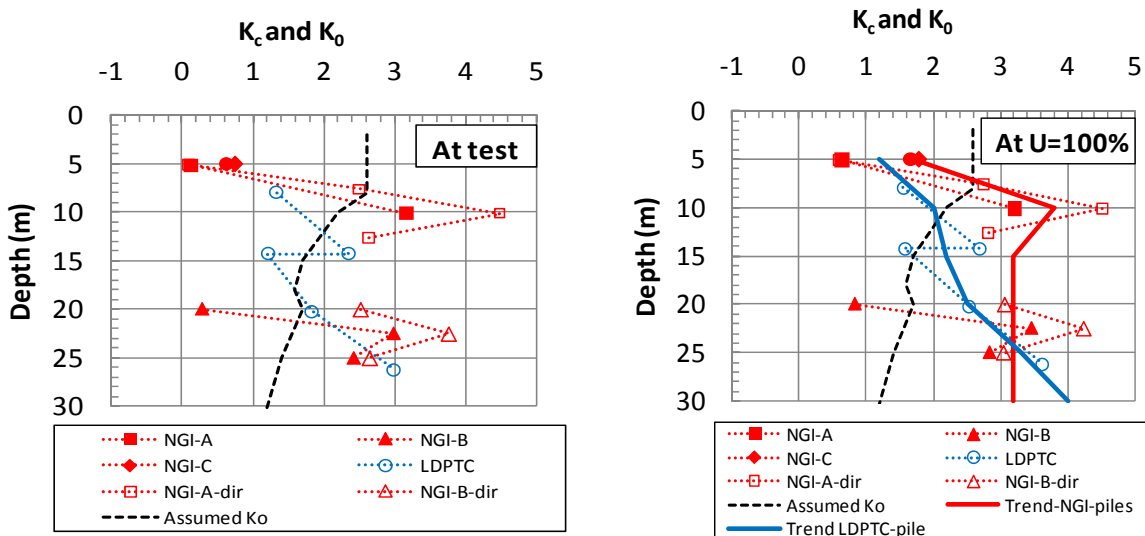 Kc and K0
-1 0 1 2 3 4 5
0
5
10
15
20
25
30
Depth (m)
At test
NGI-A NGI-B
NGI-C LDPTC
NGI-A-dir NGI-B-dir
Assumed Ko
Kc and K0
-1 0 1 2 3 4 5
0
5
10
15
20
25
30
Depth (m)
At U=100%
NGI-A NGI-B
NGI-C LDPTC
NGI-A-dir NGI-B-dir
Assumed Ko Trend-NGI-piles
Trend LDPTC-pile